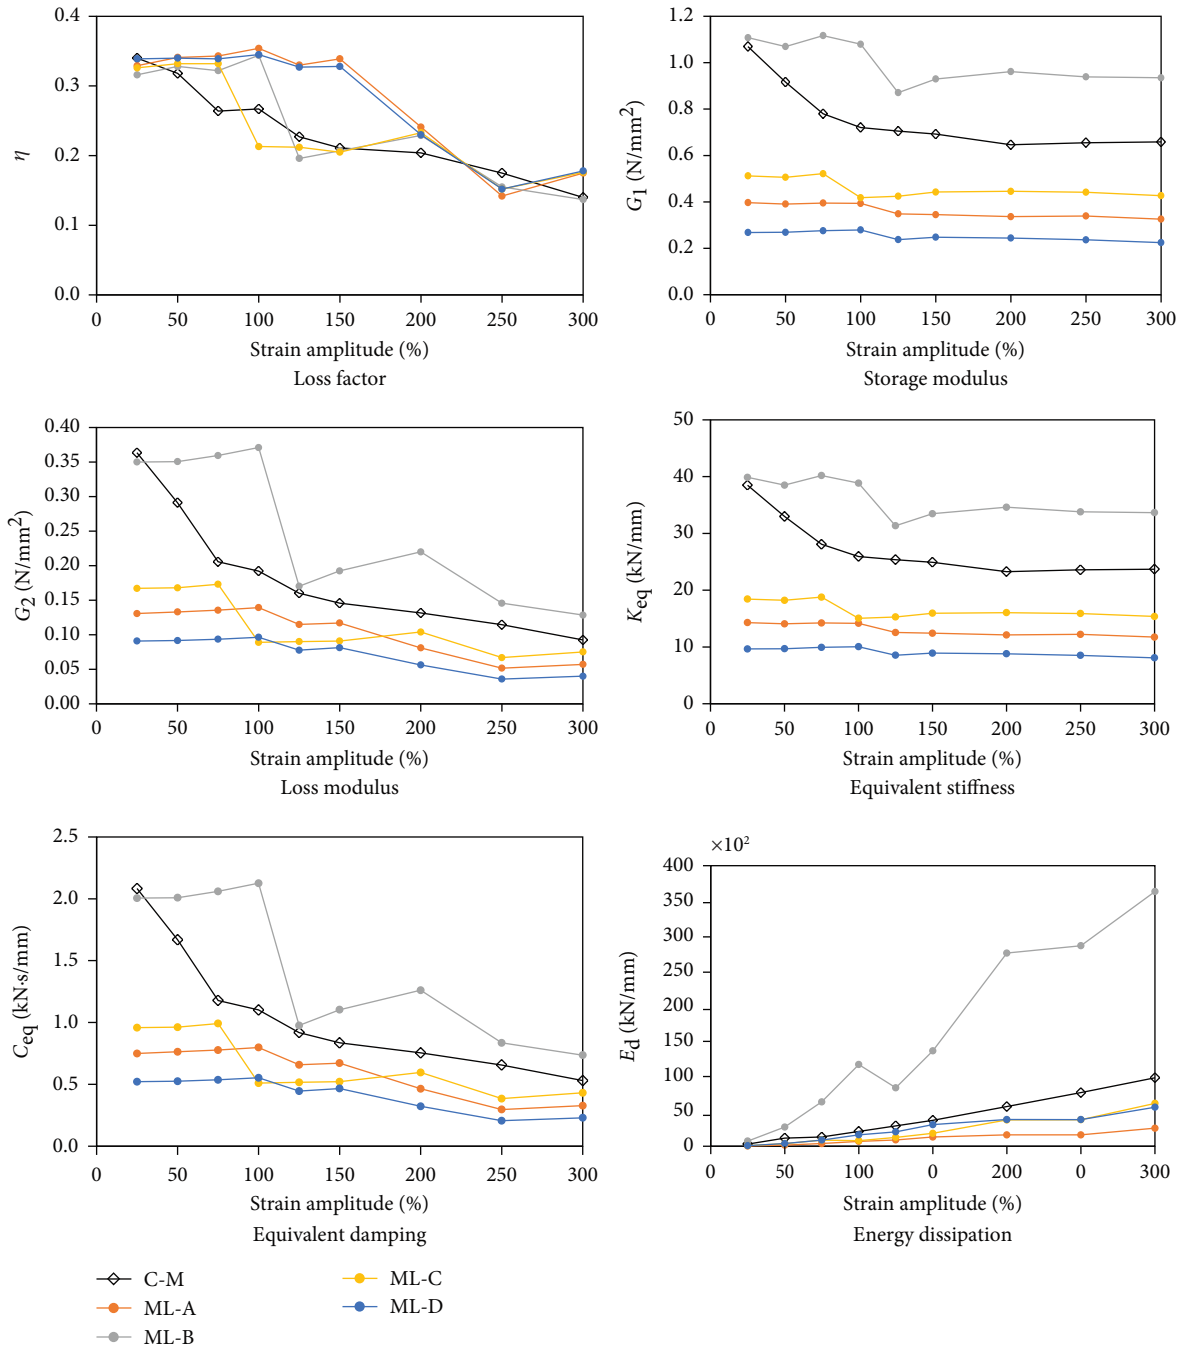 0.4
0.3
0.2
0.1
0.0
η
0 50 100 150 200 250 300
Strain amplitude (%)
Loss factor
1.2
1.0
0.8
0.6
0.4
0.2
0.0
G1 (N/mm2)
0 50 100 150 200 250 300
Strain amplitude (%)
Storage modulus
0.40
0.35
0.30
0.25
0.20
0.15
0.10
0.05
0.00
G2 (N/mm2)
0 50 100 150 200 250 300
Strain amplitude (%)
Loss modulus
50
40
30
20
10
0
Keq (kN/mm)
0 50 100 150 200 250 300
Strain amplitude (%)
Equivalent stiffness
2.5
2.0
1.5
1.0
0.5
0.0
Ceq (kN·s/mm)
0 50 100 150 200 250 300
Strain amplitude (%)
Equivalent damping
×102
400
350
300
250
200
150
100
50
0
Ed (kN/mm)
0 50 100 0 200 0 300
Strain amplitude (%)
Energy dissipation
C-M
ML-A
ML-B
ML-C
ML-D